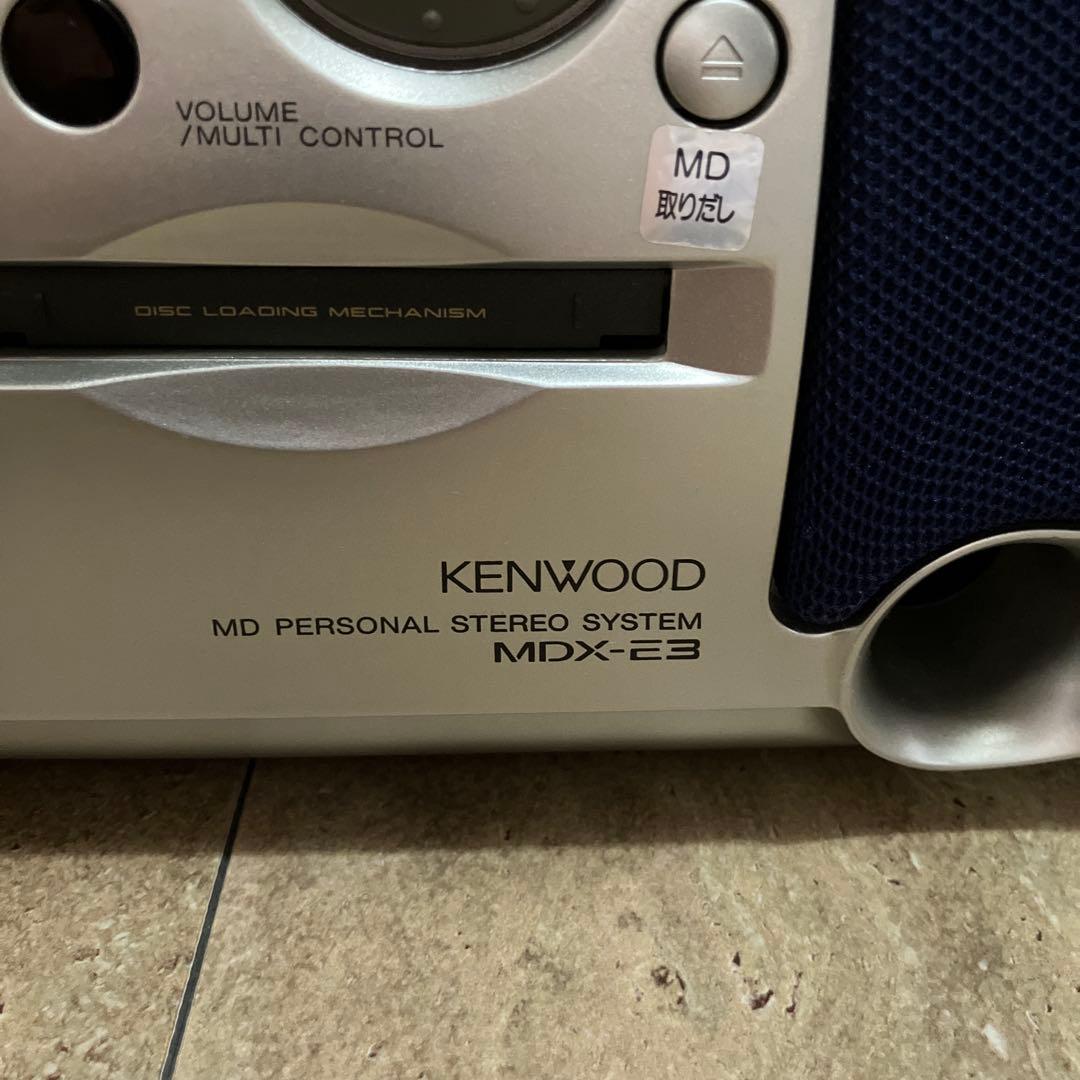 VOLUME
/MULTI CONTROL
MD
取りだし
DISC LOADING MECHANISM
KENWOOD
MD PERSONAL STEREO SYSTEM
MDX-E3